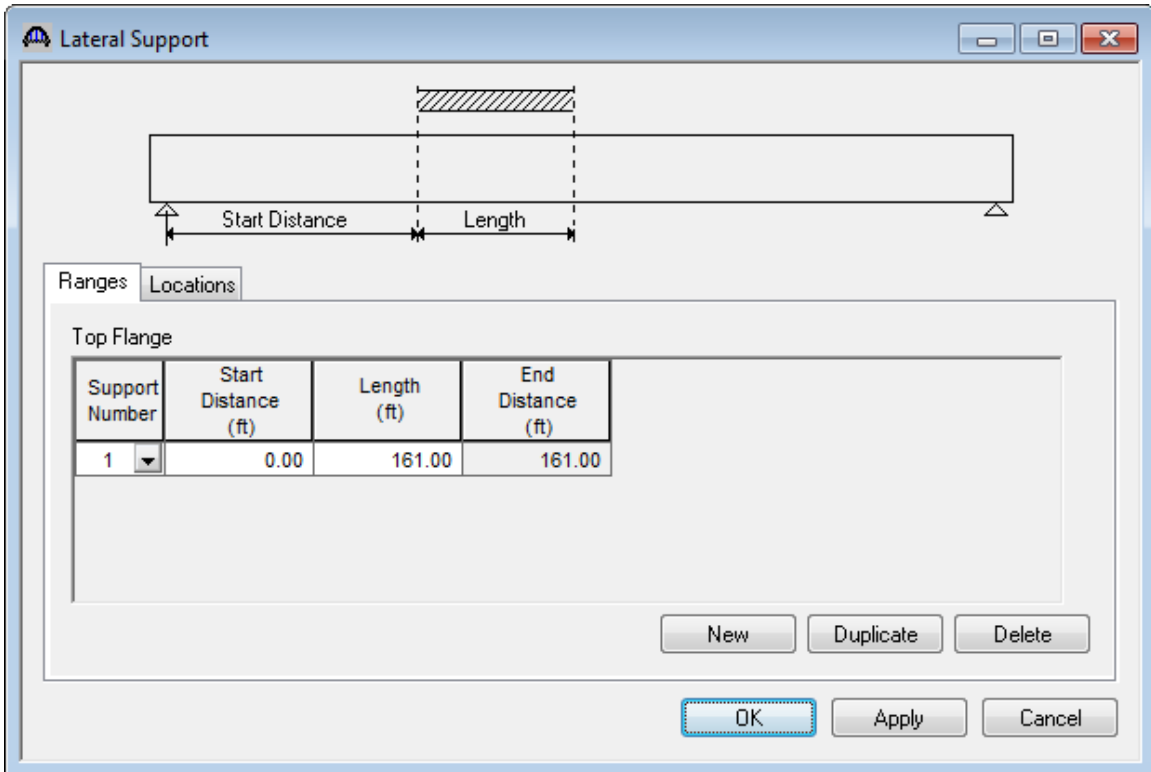 Lateral Support
Start Distance Length
Ranges Locations
Top Flange
Support Number Start Distance (ft) Length (ft) End Distance (ft)
1 0.00 161.00 161.00
New Duplicate Delete
OK Apply Cancel